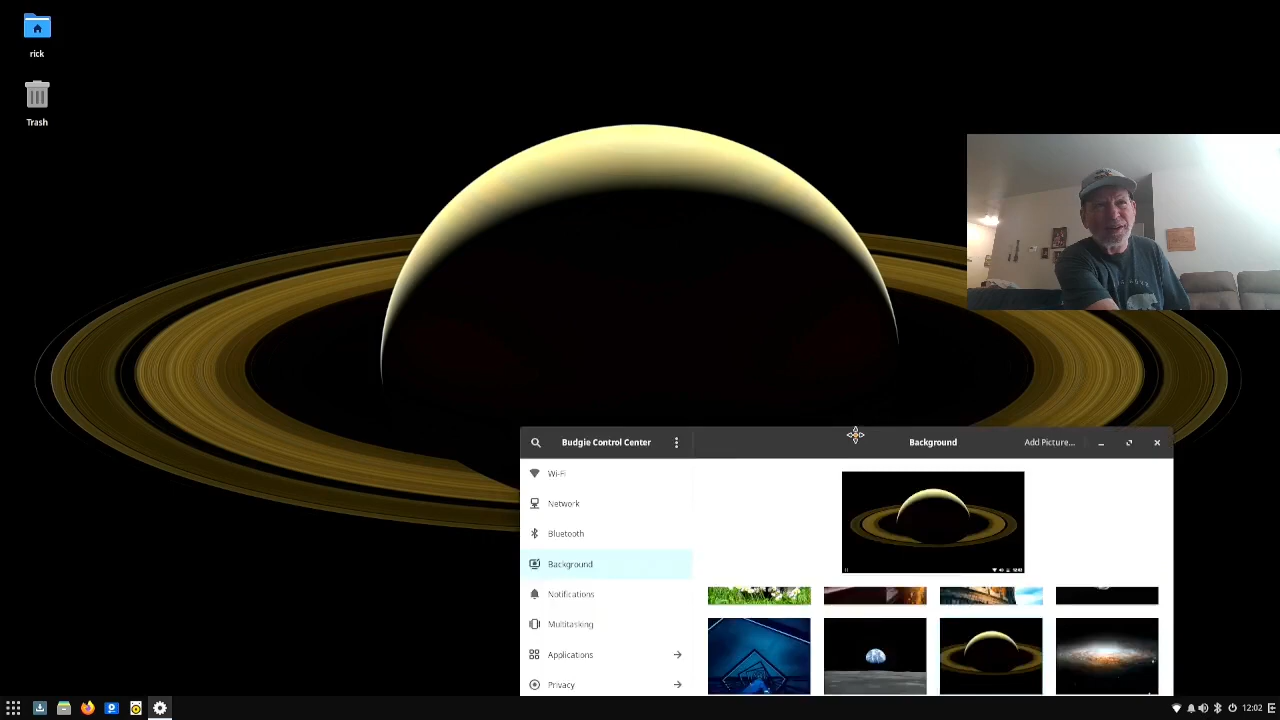 rick
Trash
Budgie Control Center
Background
Add Picture...
Wi-Fi
Network
Bluetooth
Background
Notifications
Multitasking
Applications
Privacy
12:02